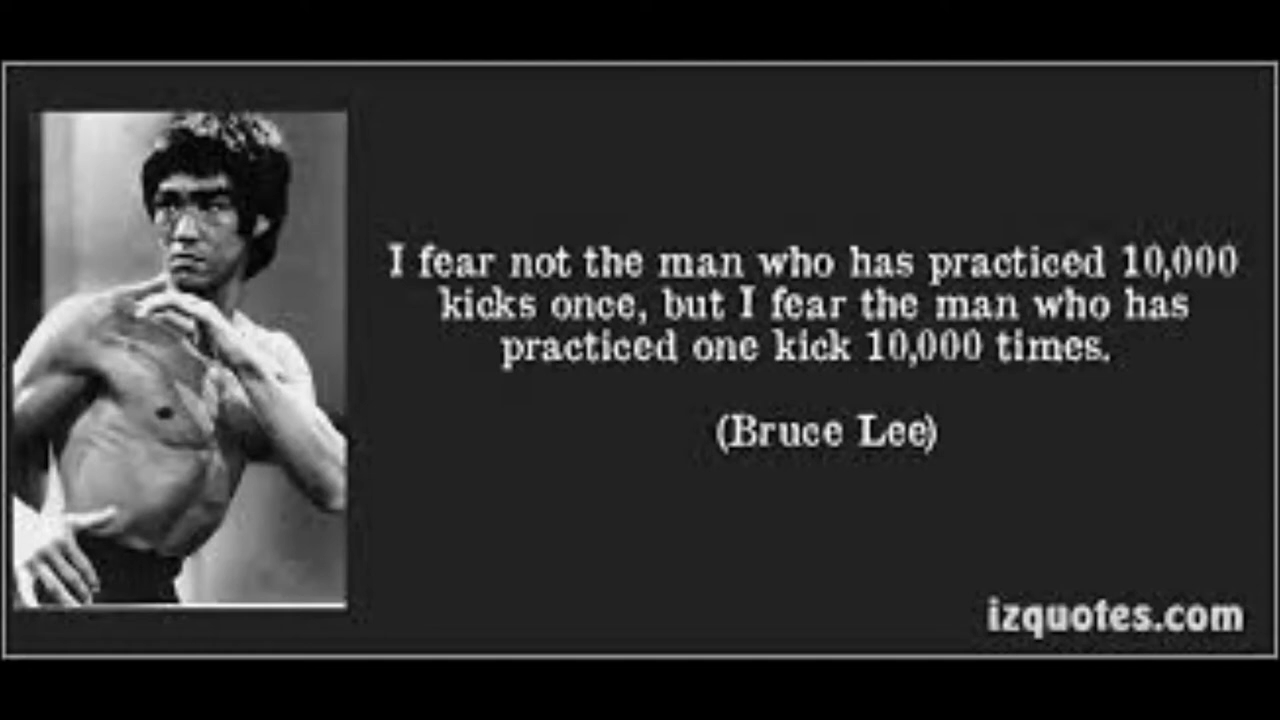 I fear not the man who has practiced 10,000
kicks once, but I fear the man who has
practiced one kick 10,000 times.
(Bruce Lee)
izquotes.com